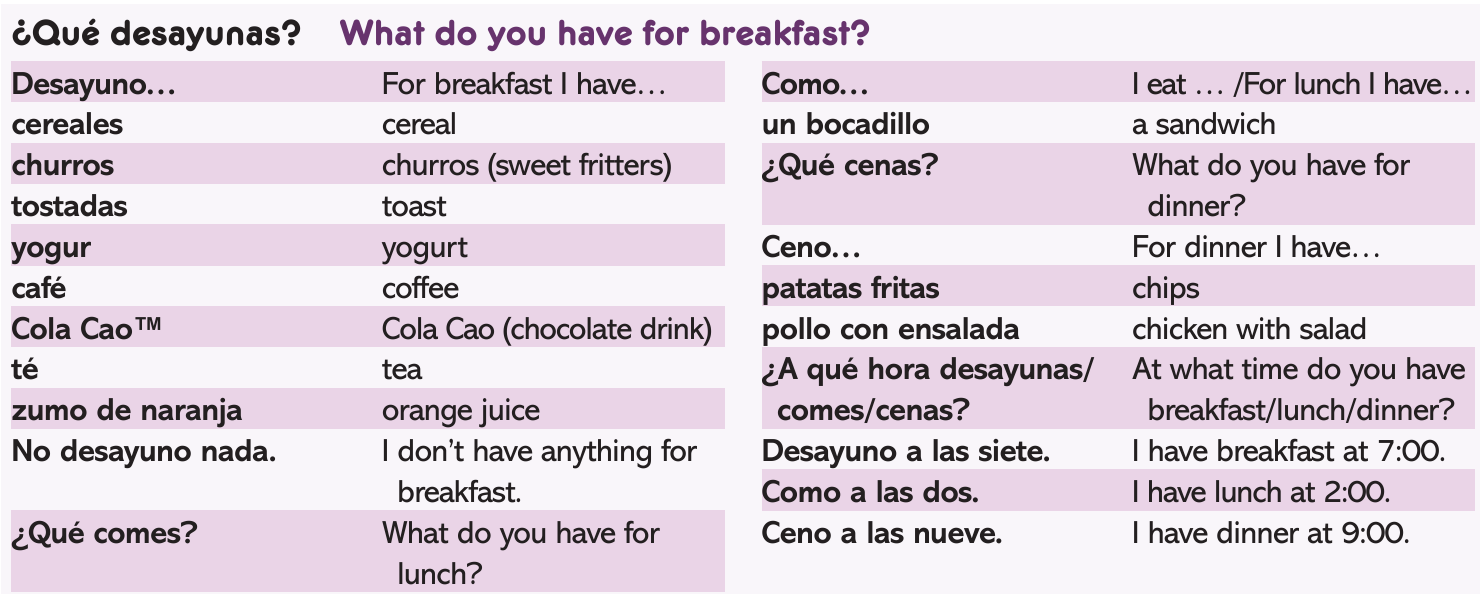 ¿Qué desayunas? What do you have for breakfast?
Desayuno… For breakfast I have…
cereales cereal
churros churros (sweet fritters)
tostadas toast
yogur yogurt
café coffee
Cola Cao™ Cola Cao (chocolate drink)
té tea
zumo de naranja orange juice
No desayuno nada. I don’t have anything for
breakfast.
¿Qué comes? What do you have for
lunch?
Como… I eat … /For lunch I have…
un bocadillo a sandwich
¿Qué cenas? What do you have for
dinner?
Ceno… For dinner I have…
patatas fritas chips
pollo con ensalada chicken with salad
¿A qué hora desayunas/ At what time do you have
comes/cenas? breakfast/lunch/dinner?
Desayuno a las siete. I have breakfast at 7:00.
Como a las dos. I have lunch at 2:00.
Ceno a las nueve. I have dinner at 9:00.